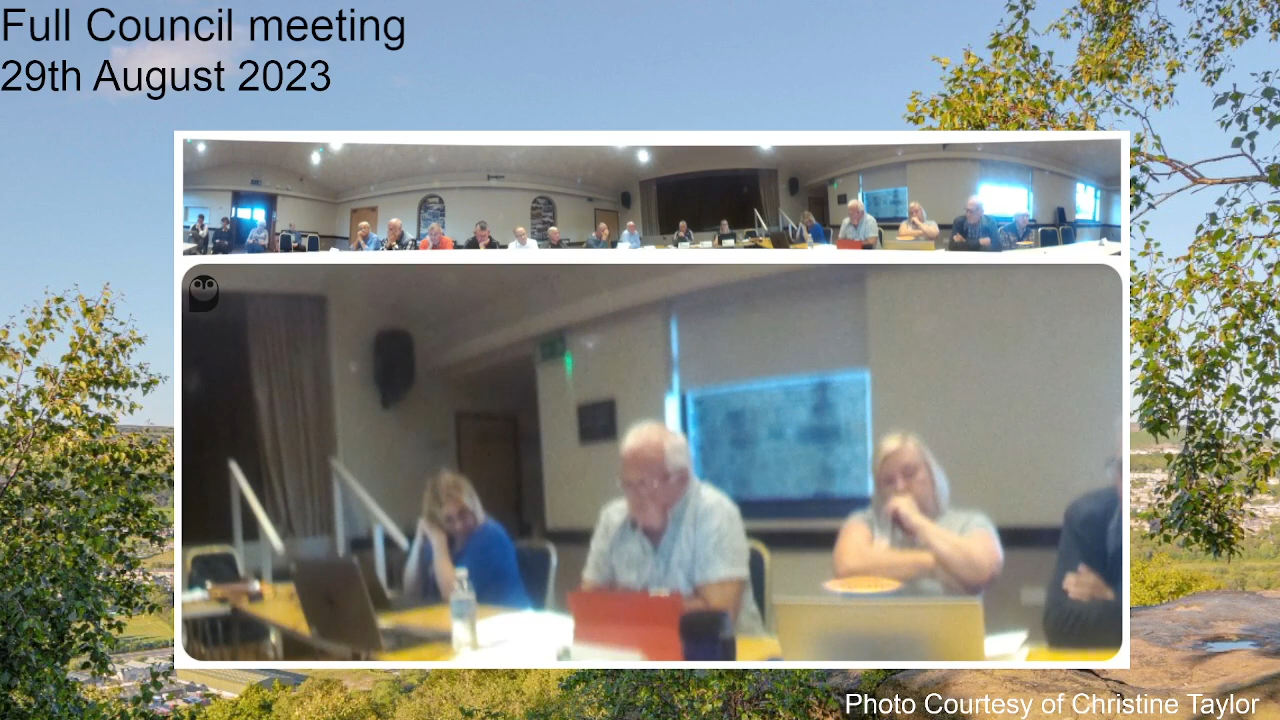 Full Council meeting
29th August 2023
Photo Courtesy of Christine Taylor